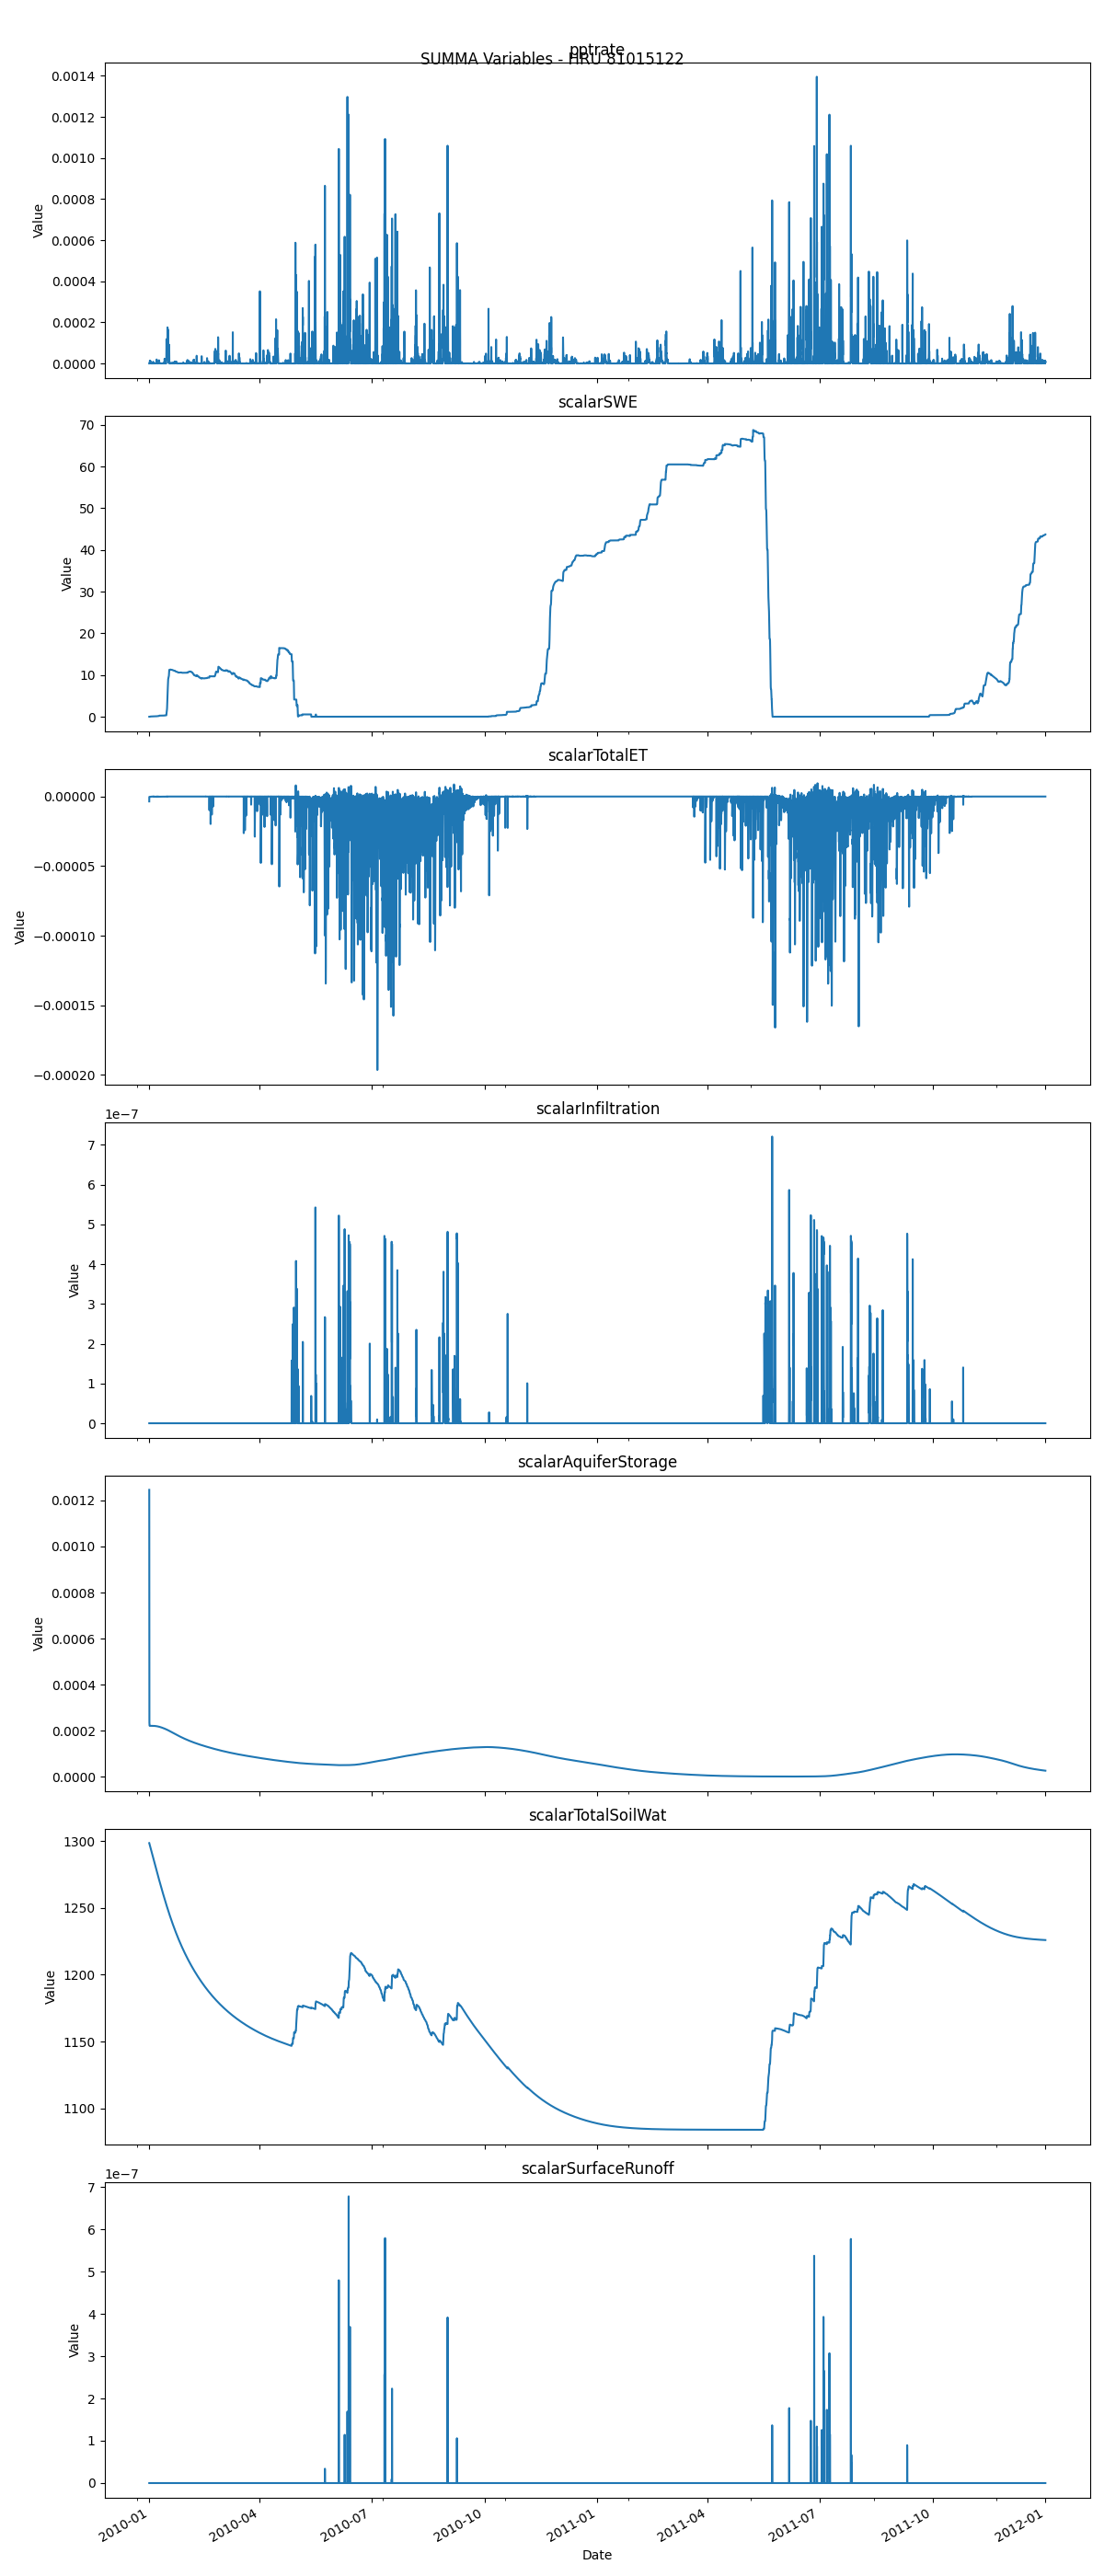 pptrate
SUMMA Variables - HRU 81015122
0.0014
0.0012
0.0010
0.0008
0.0006
0.0004
0.0002
0.0000
Value
scalarSWE
70
60
50
40
30
20
10
0
Value
scalarTotalET
0.00000
−0.00005
−0.00010
−0.00015
−0.00020
Value
scalarInfiltration
1e−7
7
6
5
4
3
2
1
0
Value
scalarAquiferStorage
0.0012
0.0010
0.0008
0.0006
0.0004
0.0002
0.0000
Value
scalarTotalSoilWat
1300
1250
1200
1150
1100
Value
scalarSurfaceRunoff
1e−7
7
6
5
4
3
2
1
0
Value
2010-01 2010-04 2010-07 2010-10 2011-01 2011-04 2011-07 2011-10 2012-01
Date